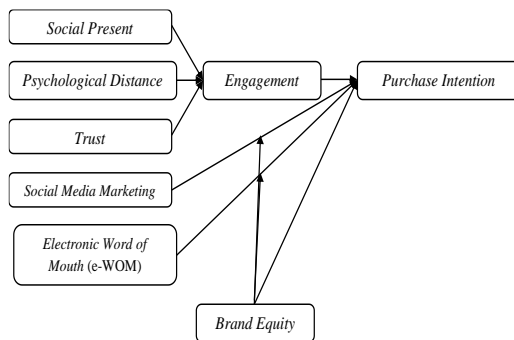 Social Present
Psychological Distance
Engagement
Purchase Intention
Trust
Social Media Marketing
Electronic Word of
Mouth (e-WOM)
Brand Equity